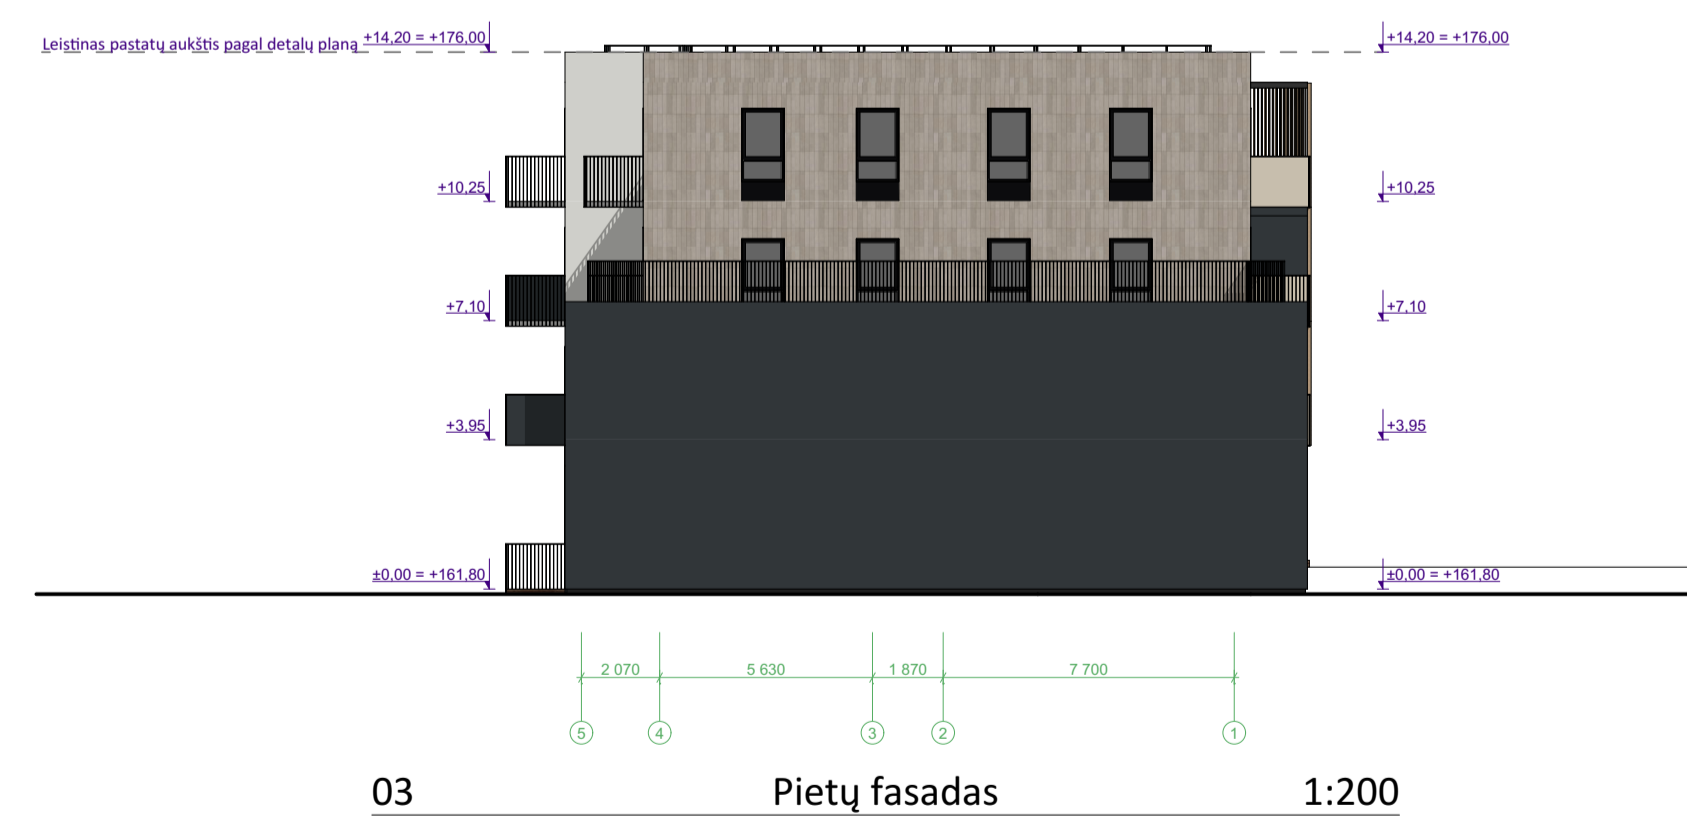 Leistinas pastatų aukštis pagal detalų planą +14,20 = +176,00 +14,20 = +176,00
+10,25 +10,25
+7,10 +7,10
+3,95 +3,95
±0,00 = +161,80 ±0,00 = +161,80
2 070 5 630 1 870 7 700
5 4 3 2 1
03 Pietų fasadas 1:200